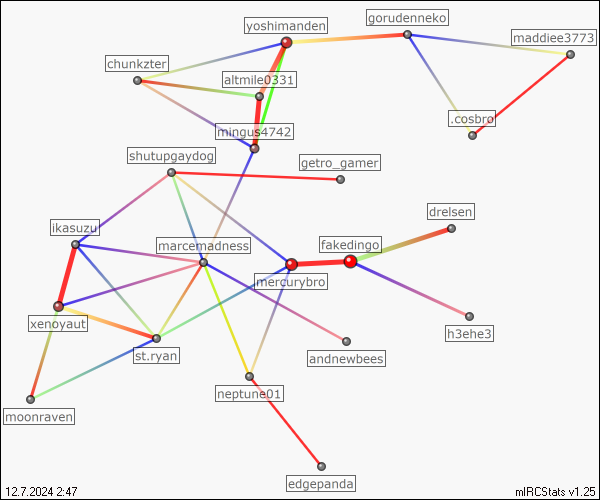 yoshimanden
gorudenneko
maddiee3773
chunkzter
altmile0331
.cosbro
mingus4742
shutupgaydog
getro_gamer
ikasuzu
drelsen
marcemadness
fakedingo
mercurybro
xenoyaut
h3ehe3
st.ryan
andnewbees
neptune01
moonraven
edgepanda
12.7.2024 2:47
mIRCStats v1.25